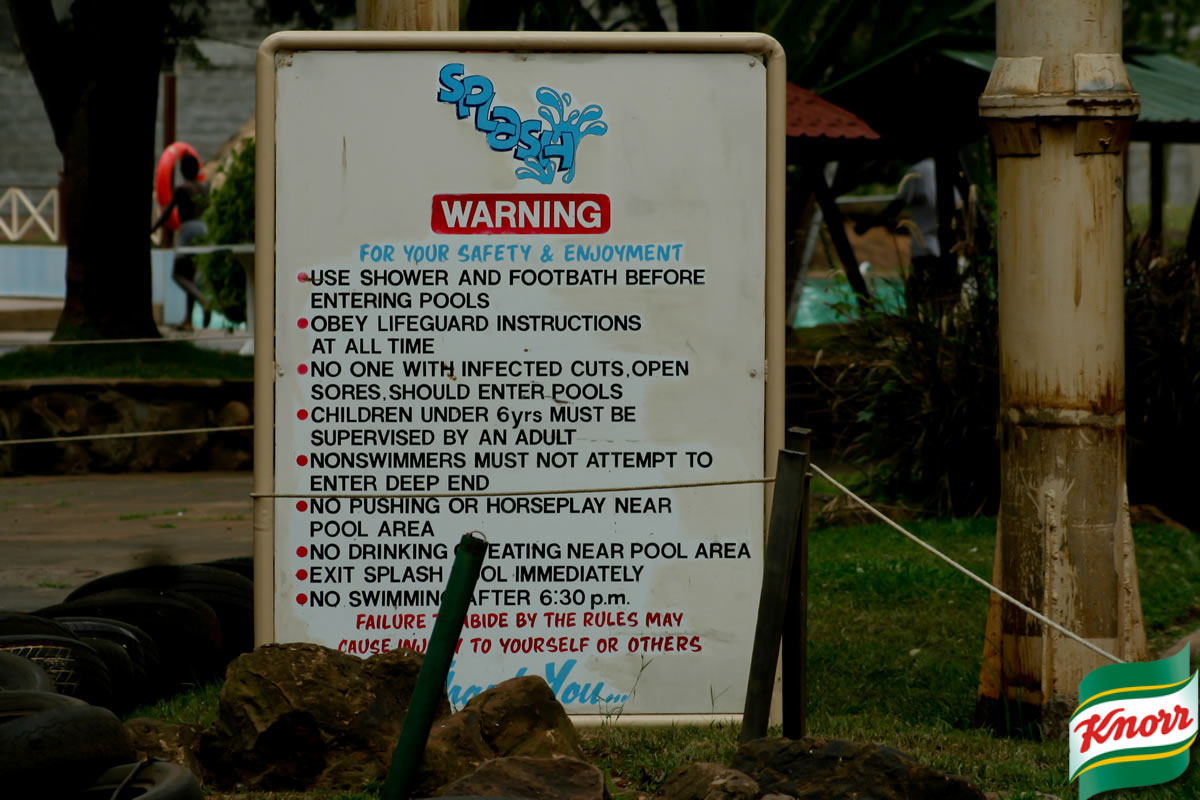 SPLASH
WARNING
FOR YOUR SAFETY & ENJOYMENT
USE SHOWER AND FOOTBATH BEFORE
ENTERING POOLS
OBEY LIFEGUARD INSTRUCTIONS
AT ALL TIME
NO ONE WITH INFECTED CUTS,OPEN
SORES,SHOULD ENTER POOLS
CHILDREN UNDER 6yrs MUST BE
SUPERVISED BY AN ADULT
NONSWIMMERS MUST NOT ATTEMPT TO
ENTER DEEP END
NO PUSHING OR HORSEPLAY NEAR
POOL AREA
NO DRINKING EATING NEAR POOL AREA
EXIT SPLASH IMMEDIATELY
NO SWIMMING AFTER 6:30 p.m.
FAILURE BY THE RULES MAY
CAUSE TO YOURSELF OR OTHERS
You...
Knorr